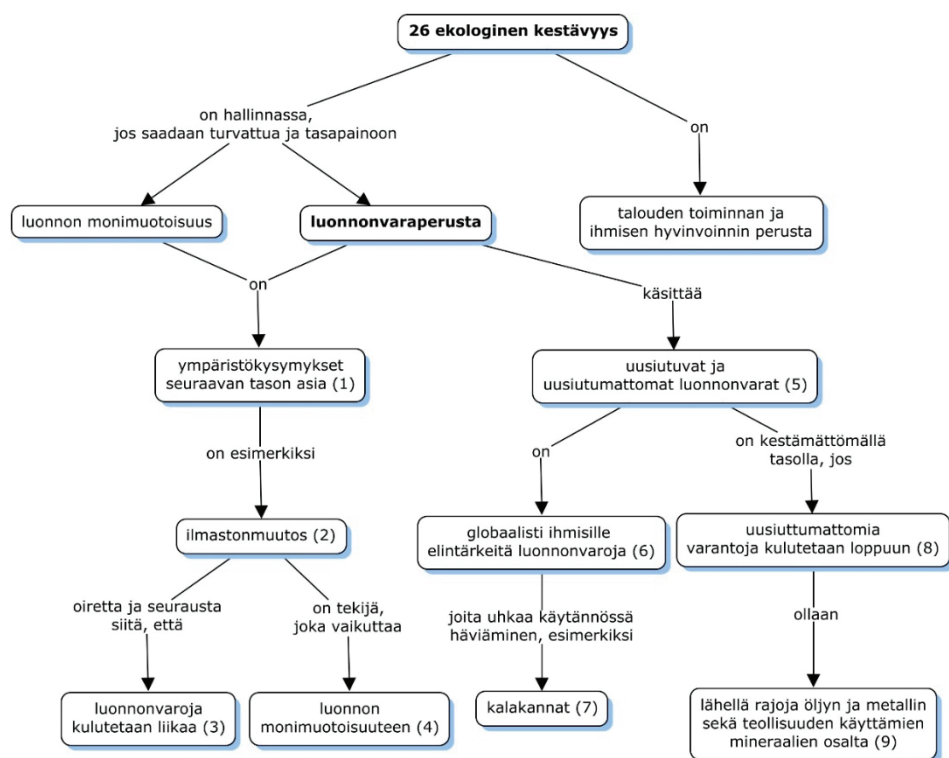 26 ekologinen kestävyys
on hallinnassa,
jos saadaan turvattua ja tasapainoon
on
luonnon monimuotoisuus
luonnonvaraperusta
talouden toiminnan ja
ihmisen hyvinvoinnin perusta
on
käsittää
ympäristökysymykset
seuraavan tason asia (1)
uusiutuvat ja
uusiutumattomat luonnonvarat (5)
on esimerkiksi
on
on kestämättömällä
tasolla, jos
ilmastonmuutos (2)
globaalisti ihmisille
elintärkeitä luonnonvaroja (6)
uusiuttumattomia
varantoja kulutetaan loppuun (8)
oiretta ja seurausta
siitä, että
on tekijä,
joka vaikuttaa
joita uhkaa käytännössä
häviäminen, esimerkiksi
ollaan
luonnonvaroja
kulutetaan liikaa (3)
luonnon
monimuotoisuuteen (4)
kalakannat (7)
lähellä rajoja öljyn ja metallin
sekä teollisuuden käyttämien
mineraalien osalta (9)